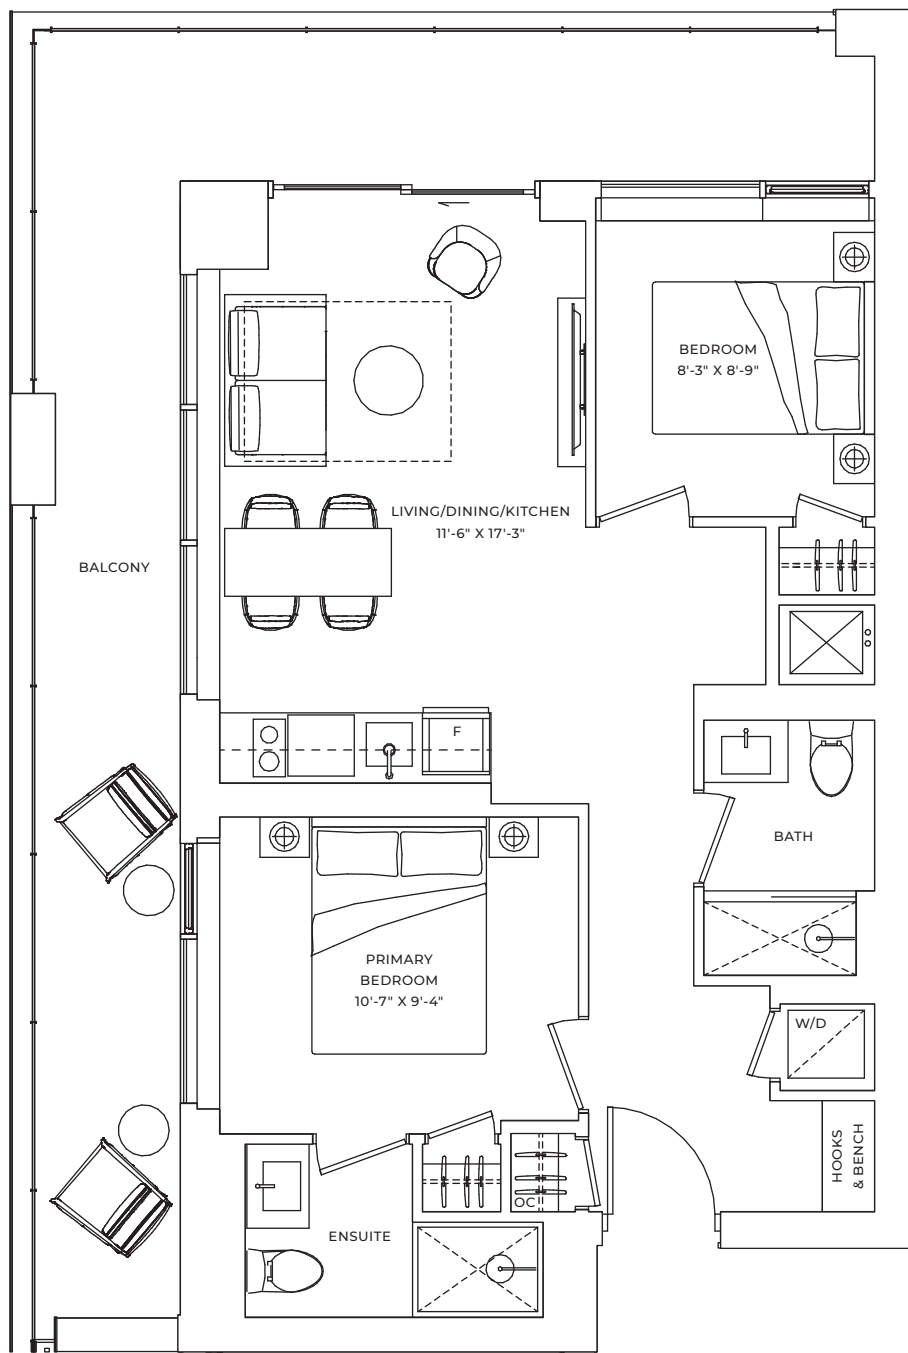 BEDROOM
8'-3" X 8'-9"
LIVING/DINING/KITCHEN
11'-6" X 17'-3"
BALCONY
F
BATH
PRIMARY
BEDROOM
10'-7" X 9'-4"
W/D
HOOKS
& BENCH
OC
ENSUITE